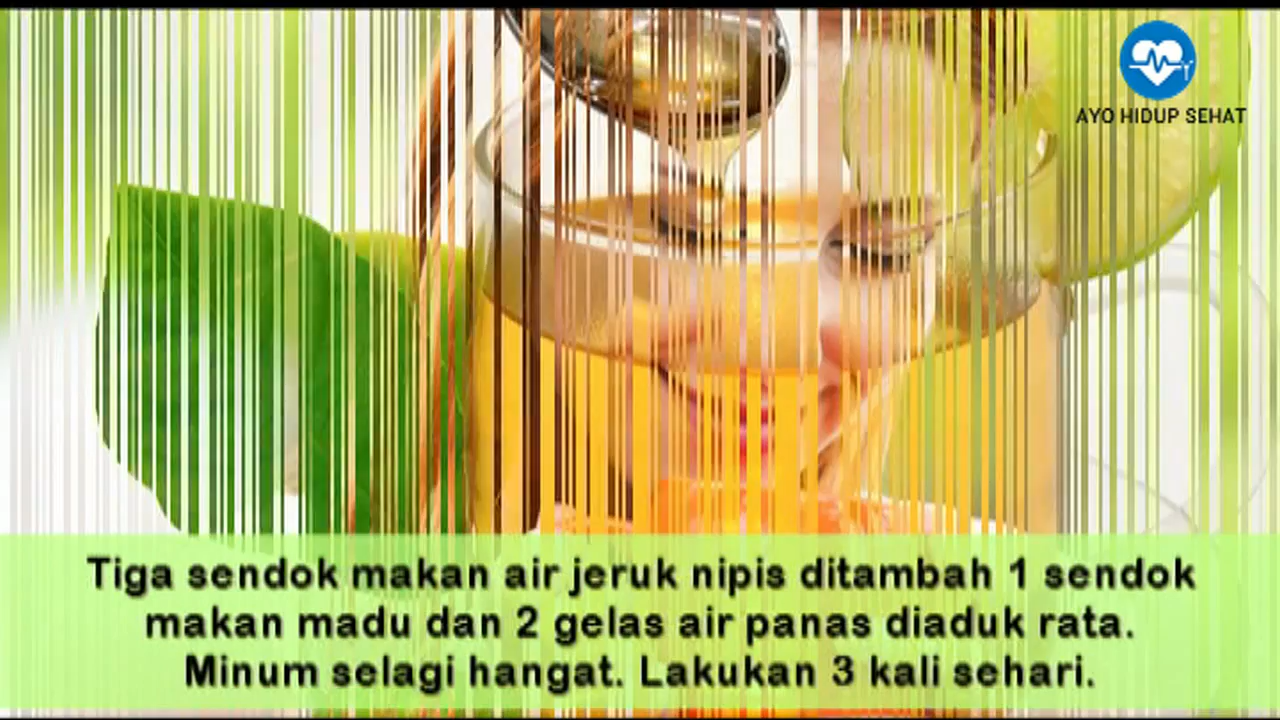 AYO HIDUP SEHAT
Tiga sendok makan air jeruk nipis ditambah 1 sendok
makan madu dan 2 gelas air panas diaduk rata.
Minum selagi hangat. Lakukan 3 kali sehari.